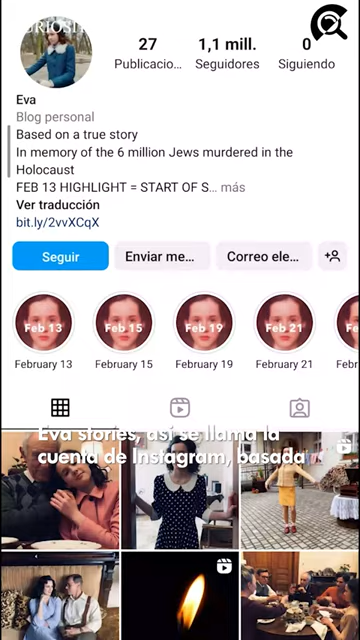 27
1,1 mill.
0
Publicacio...
Seguidores
Siguiendo
Eva
Blog personal
Based on a true story
In memory of the 6 million Jews murdered in the
Holocaust
FEB 13 HIGHLIGHT = START OF S... más
Ver traducción
bit.ly/2vvXCqX
Seguir
Enviar me...
Correo ele...
Feb 13
Feb 15
Feb 19
Feb 21
Feb
February 13
February 15
February 19
February 21
Febru
Eva stories, así se llama la
cuenta de Instagram, basada